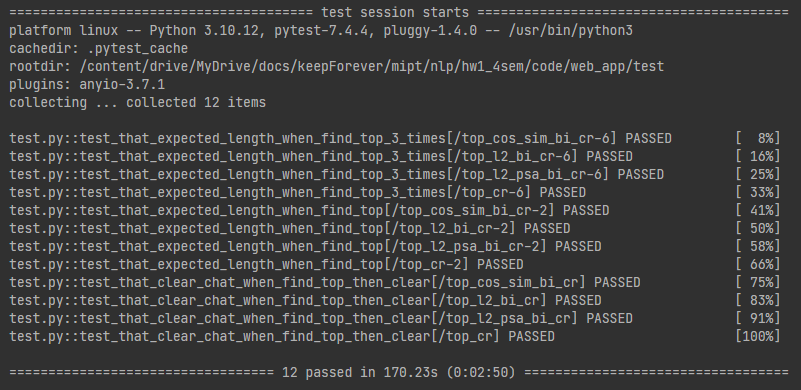 ======================================= test session starts ========================================
platform linux -- Python 3.10.12, pytest-7.4.4, pluggy-1.4.0 -- /usr/bin/python3
cachedir: .pytest_cache
rootdir: /content/drive/MyDrive/docs/keepForever/mipt/nlp/hw1_4sem/code/web_app/test
plugins: anyio-3.7.1
collecting ... collected 12 items

test.py::test_that_expected_length_when_find_top_3_times[/top_cos_sim_bi_cr-6] PASSED        [  8%]
test.py::test_that_expected_length_when_find_top_3_times[/top_l2_bi_cr-6] PASSED             [ 16%]
test.py::test_that_expected_length_when_find_top_3_times[/top_l2_psa_bi_cr-6] PASSED         [ 25%]
test.py::test_that_expected_length_when_find_top_3_times[/top_cr-6] PASSED                   [ 33%]
test.py::test_that_expected_length_when_find_top[/top_cos_sim_bi_cr-2] PASSED                [ 41%]
test.py::test_that_expected_length_when_find_top[/top_l2_bi_cr-2] PASSED                     [ 50%]
test.py::test_that_expected_length_when_find_top[/top_l2_psa_bi_cr-2] PASSED                 [ 58%]
test.py::test_that_expected_length_when_find_top[/top_cr-2] PASSED                           [ 66%]
test.py::test_that_clear_chat_when_find_top_then_clear[/top_cos_sim_bi_cr] PASSED            [ 75%]
test.py::test_that_clear_chat_when_find_top_then_clear[/top_l2_bi_cr] PASSED                 [ 83%]
test.py::test_that_clear_chat_when_find_top_then_clear[/top_l2_psa_bi_cr] PASSED             [ 91%]
test.py::test_that_clear_chat_when_find_top_then_clear[/top_cr] PASSED                       [100%]

================================== 12 passed in 170.23s (0:02:50) ==================================